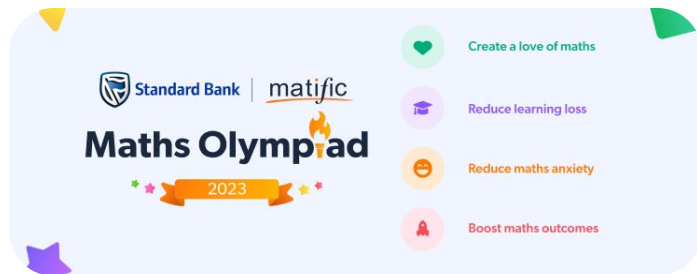 Standard Bank | matific
Maths Olympiad
2023
Create a love of maths
Reduce learning loss
Reduce maths anxiety
Boost maths outcomes